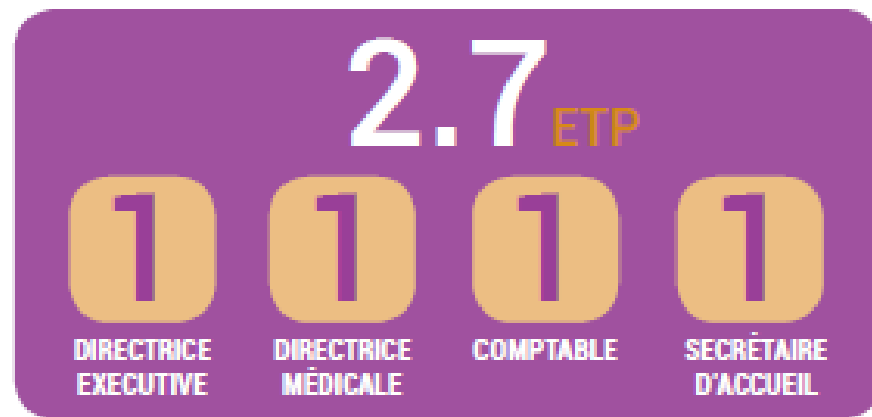 2.7 ETP
1 1 1 1
DIRECTRICE DIRECTRICE COMPTABLE SECRÉTAIRE
EXECUTIVE MÉDICALE D'ACCUEIL